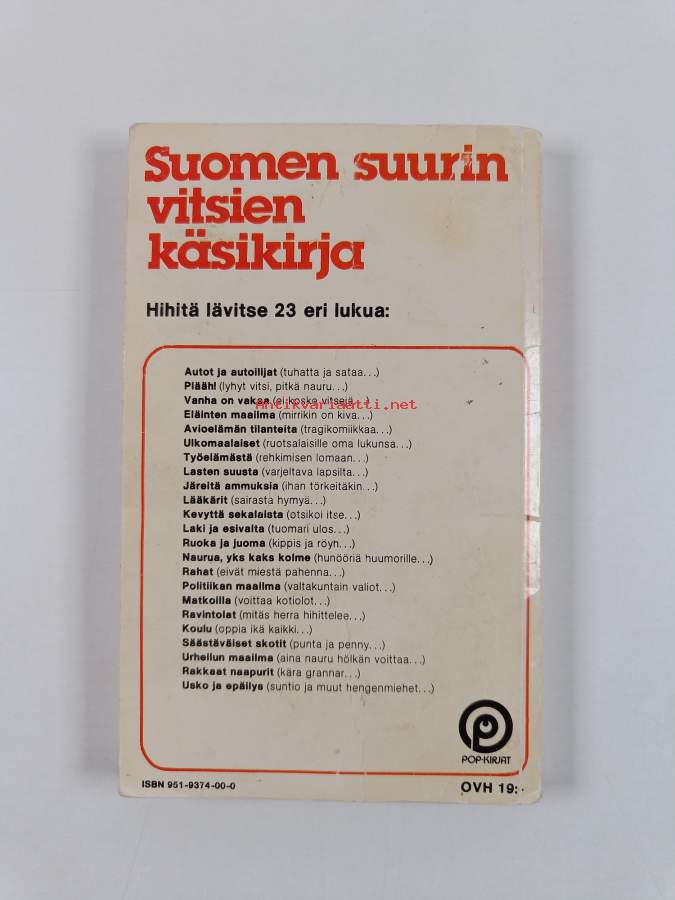 Suomen suurin
vitsien
käsikirja
Hihitä lävitse 23 eri lukua:
Autot ja autoilijat (tuhatta ja sataa...)
Plääh! (lyhyt vitsi, pitkä nauru...)
Vanha on vaksa (ei koske vitsejä...)
Antikvariaatti.net
Eläinten maailma (mirrikin on kiva...)
Avioelämän tilanteita (tragikomiikkaa...)
Ulkomaalaiset (ruotsalaisille oma lukunsa...)
Työelämästä (rehkimisen lomaan...)
Lasten suusta (varjeltava lapsilta...)
Järeitä ammuksia (ihan törkeitäkin...)
Lääkärit (sairasta hymyä...)
Kevyttä sekalaista (otsikoi itse...)
Laki ja esivalta (tuomari ulos...)
Ruoka ja juoma (kippis ja röyh...)
Naurua, yks kaks kolme (hunööriä huumorille...)
Rahat (eivät miestä pahenna...)
Politiikan maailma (valtakuntain valiot...)
Matkoilla (voittaa kotiolot...)
Ravintolat (mitäs herra hihittelee...)
Koulu (oppia ikä kaikki...)
Säästäväiset skotit (punta ja penny...)
Urheilun maailma (aina nauru hölkän voittaa...)
Rakkaat naapurit (kära grannar...)
Usko ja epäilys (suntio ja muut hengenmiehet...)
POP-KIRJAT
ISBN 951-9374-00-0
OVH 19:-